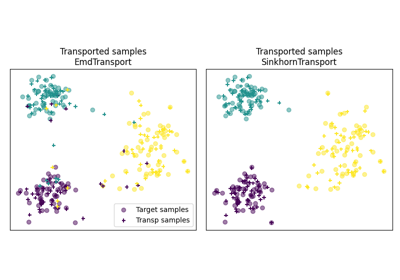 Transported samples
EmdTransport
Transported samples
SinkhornTransport
Target samples
Transp samples